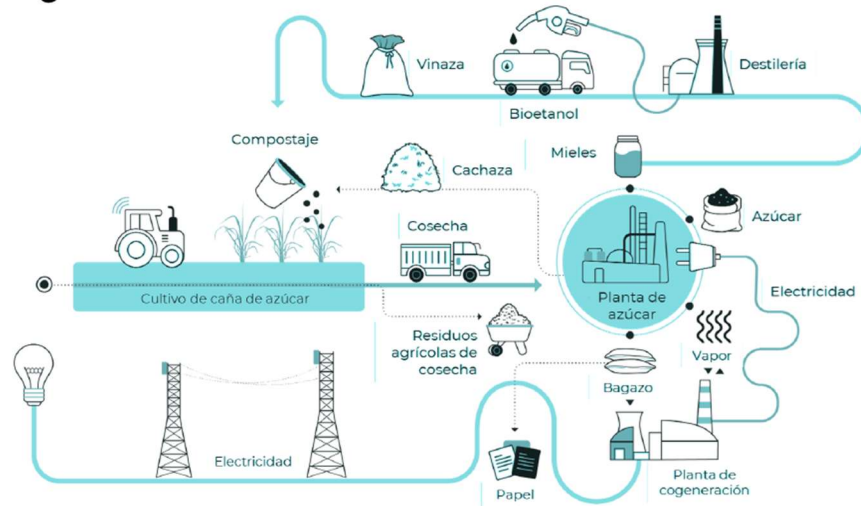 Vinaza
Bioetanol
Destilería
Compostaje
Cachaza
Mieles
Cosecha
Azúcar
Cultivo de caña de azúcar
Planta de
azúcar
Electricidad
Residuos
agrícolas de
cosecha
Vapor
Bagazo
Electricidad
Papel
Planta de
cogeneración